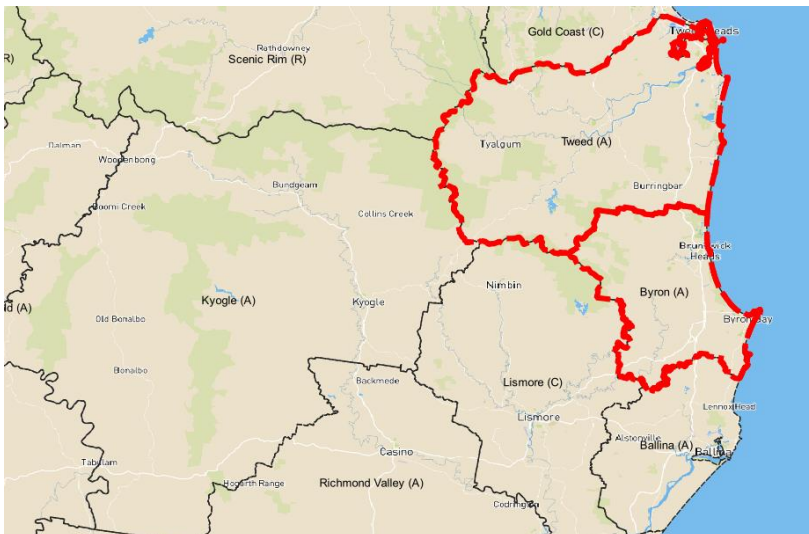 Gold Coast (C)
Tweed Heads
Rathdowney
Scenic Rim (R)
R)
Dalman
Woodenbong
Tyalgum
Tweed (A)
Bundgeam
Burringbar
Boomi Creek
Collins Creek
Brunswick
Heads
Nimbin
Byron (A)
Kyogle (A)
Kyogle
d (A)
Byron Bay
Old Bonalbo
Bonalbo
Backmede
Lismore (C)
Lennox Head
Lismore
Alstonville
Ballina (A)
Ballina
Casino
Tabulam
Hogarth Range
Richmond Valley (A)
Codrington